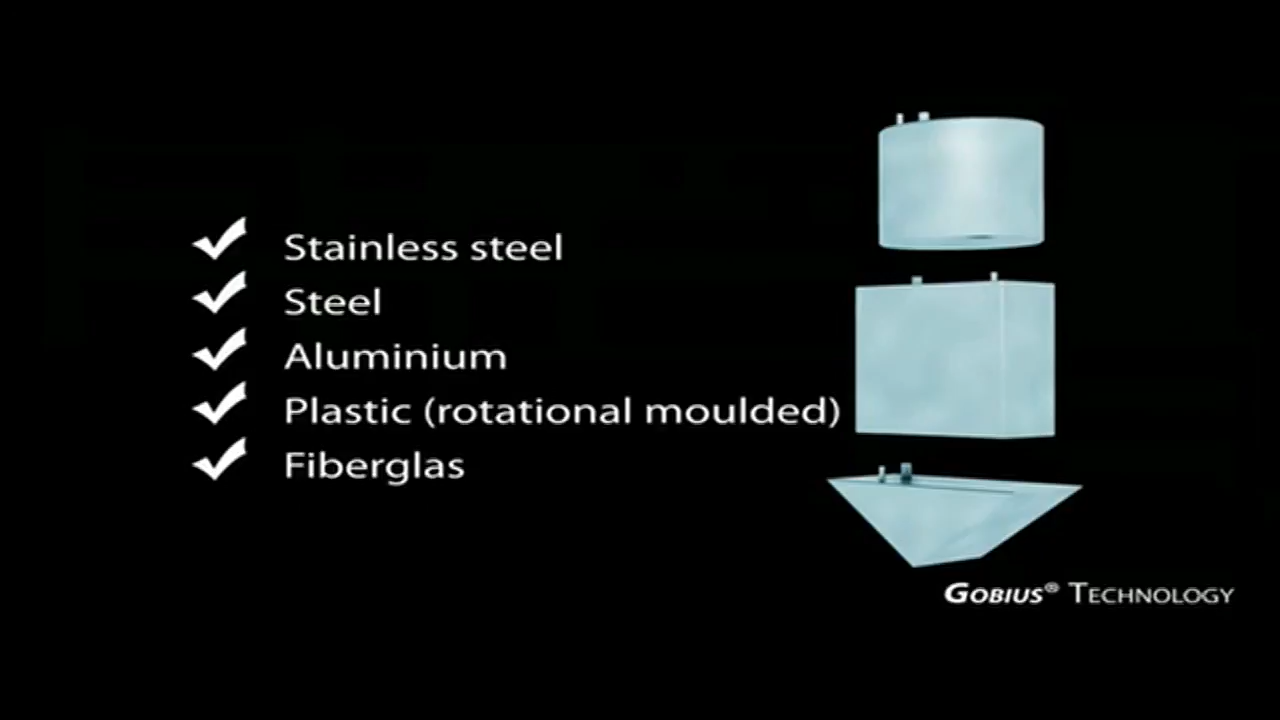 Stainless steel
Steel
Aluminium
Plastic (rotational moulded)
Fiberglas
GOBIUS® TECHNOLOGY